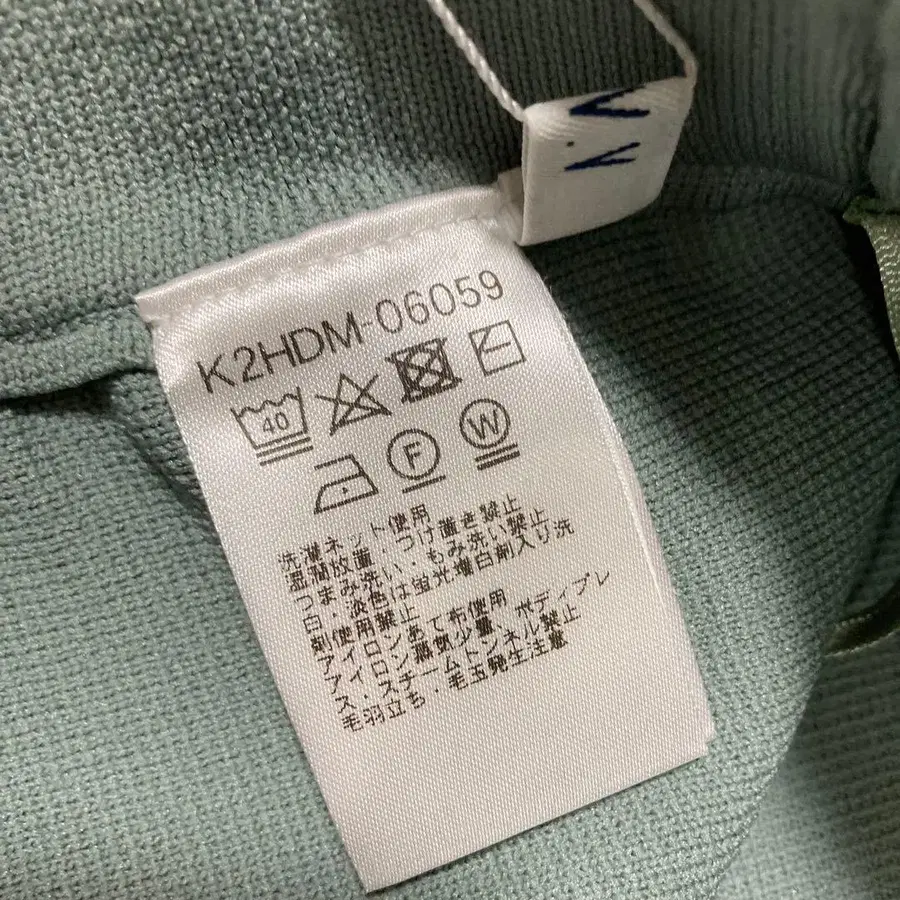 K2HDM-06059
40
F W
洗濯ネット使用
湿潤放置・つけ置き禁止
つまみ洗い・もみ洗い禁止
白・淡色は蛍光増白剤入り洗
剤使用禁止
アイロンあて布使用
アイロン蒸気少量、代ディプレ
ス・スチームトンネル禁止
毛羽立ち・毛玉発生注意